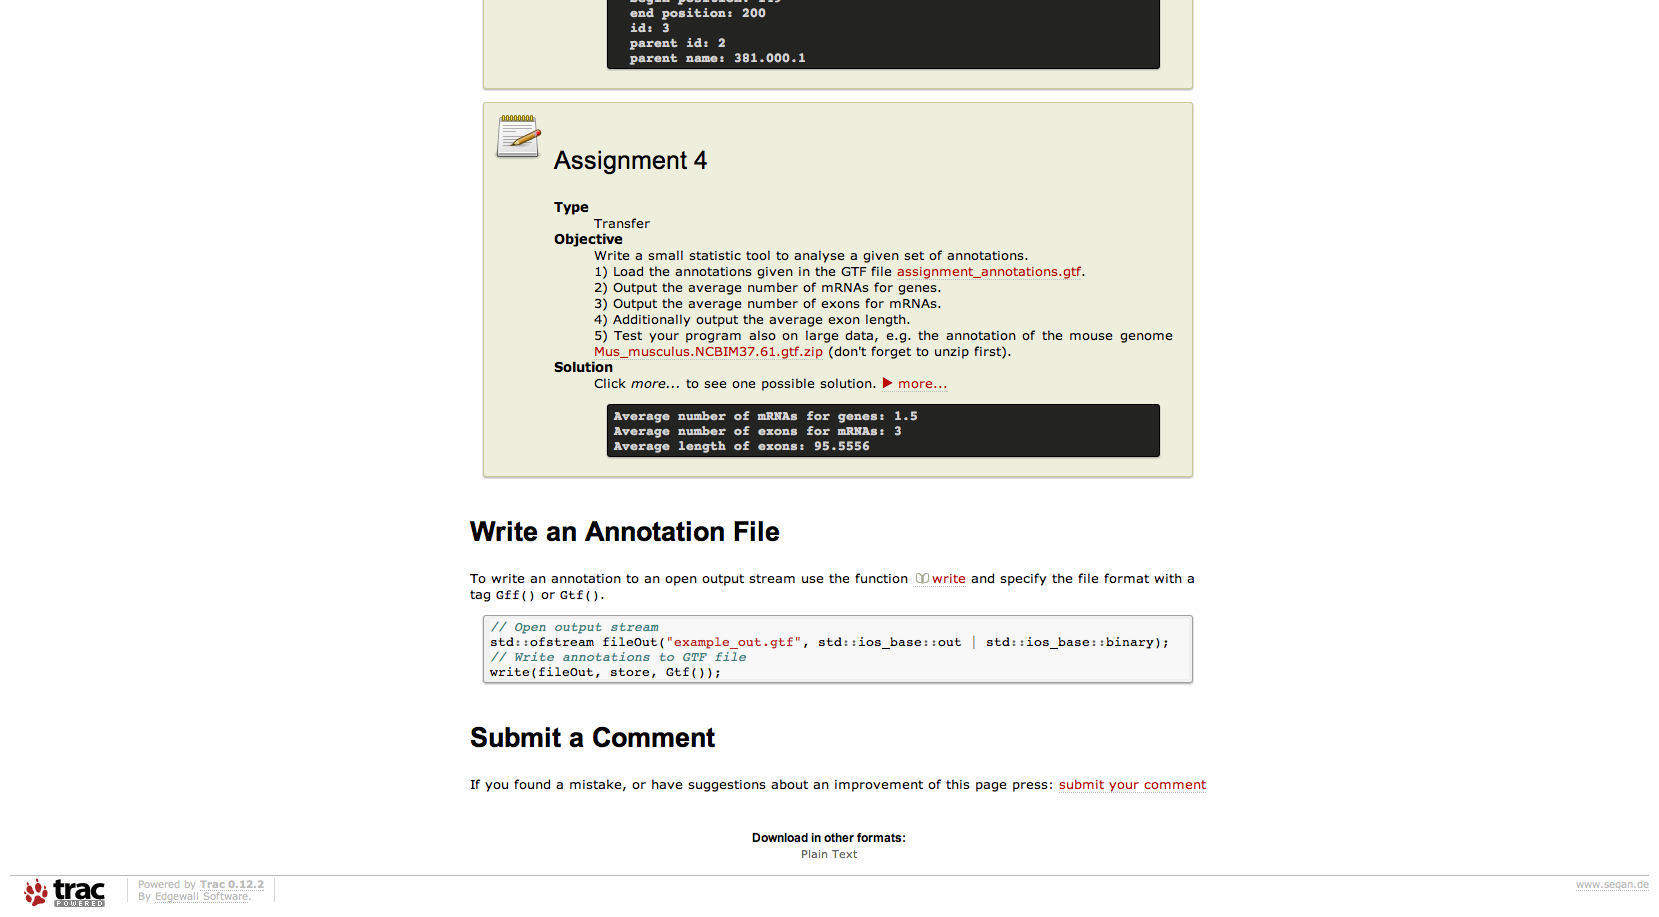 end position: 200
id: 3
parent id: 2
parent name: 381.000.1
Assignment 4
Type
Transfer
Objective
Write a small statistic tool to analyse a given set of annotations.
1) Load the annotations given in the GTF file assignment_annotations.gtf.
2) Output the average number of mRNAs for genes.
3) Output the average number of exons for mRNAs.
4) Additionally output the average exon length.
5) Test your program also on large data, e.g. the annotation of the mouse genome
Mus_musculus.NCBIM37.61.gtf.zip (don't forget to unzip first).
Solution
Click more... to see one possible solution. ▶ more...
Average number of mRNAs for genes: 1.5
Average number of exons for mRNAs: 3
Average length of exons: 95.5556
Write an Annotation File
To write an annotation to an open output stream use the function write and specify the file format with a
tag Gff() or Gtf().
// Open output stream
std::ofstream fileOut("example_out.gtf", std::ios_base::out | std::ios_base::binary);
// Write annotations to GTF file
write(fileOut, store, Gtf());
Submit a Comment
If you found a mistake, or have suggestions about an improvement of this page press: submit your comment
Download in other formats:
Plain Text
trac
POWERED
Powered by Trac 0.12.2
By Edgewall Software.
www.seqan.de